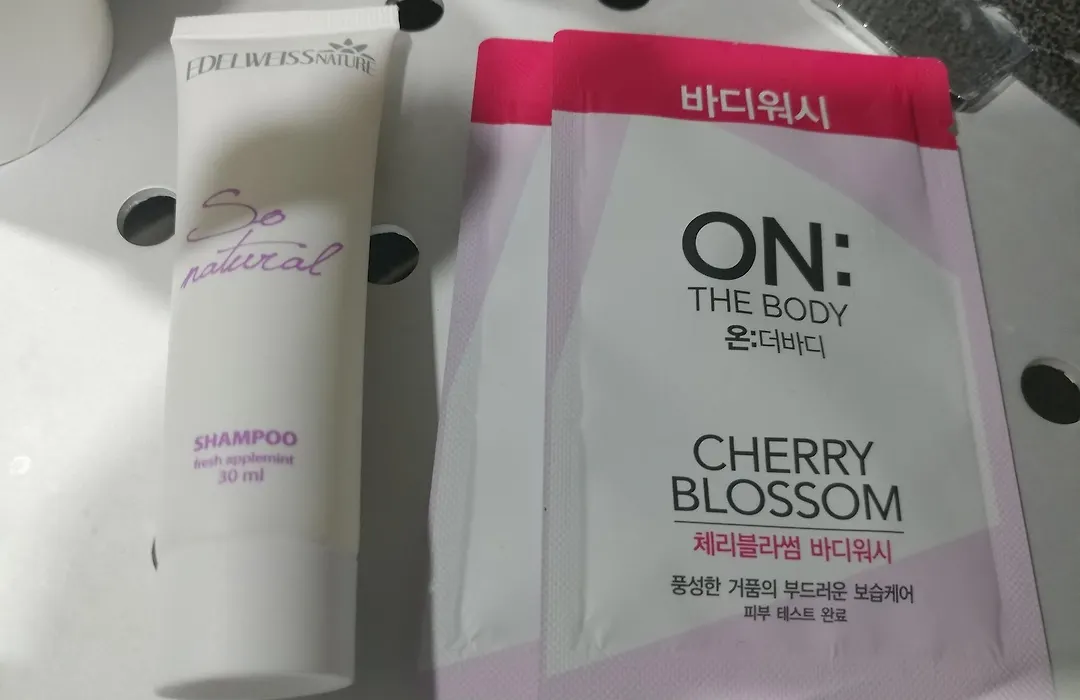 EDELWEISSNATURE
So
natural
SHAMPOO
fresh applemint
30 ml
바디워시
ON:
THE BODY
온:더바디
CHERRY
BLOSSOM
체리블라썸 바디워시
풍성한 거품의 부드러운 보습케어
피부 테스트 완료